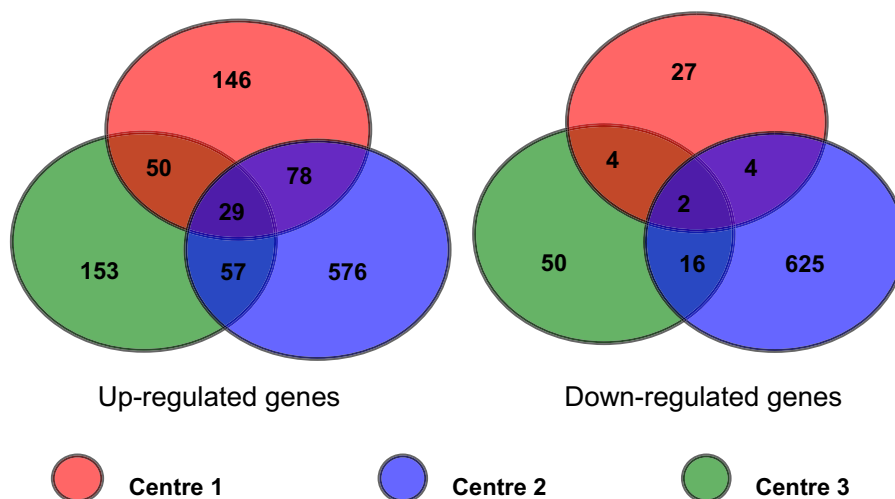 146
27
50
78
4
4
29
2
153
57
576
50
16
625
Up-regulated genes
Down-regulated genes
Centre 1
Centre 2
Centre 3